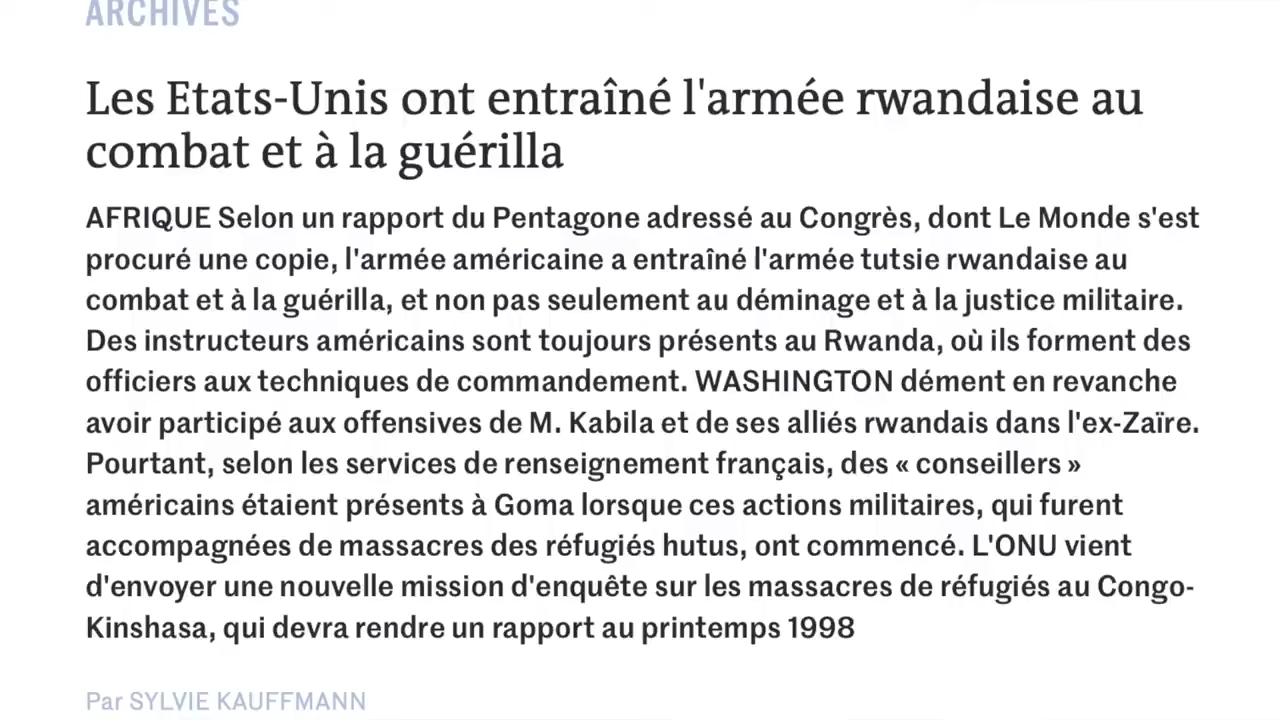 ARCHIVES
Les Etats-Unis ont entraîné l'armée rwandaise au
combat et à la guérilla
AFRIQUE Selon un rapport du Pentagone adressé au Congrès, dont Le Monde s'est
procuré une copie, l'armée américaine a entraîné l'armée tutsie rwandaise au
combat et à la guérilla, et non pas seulement au déminage et à la justice militaire.
Des instructeurs américains sont toujours présents au Rwanda, où ils forment des
officiers aux techniques de commandement. WASHINGTON dément en revanche
avoir participé aux offensives de M. Kabila et de ses alliés rwandais dans l'ex-Zaïre.
Pourtant, selon les services de renseignement français, des « conseillers »
américains étaient présents à Goma lorsque ces actions militaires, qui furent
accompagnées de massacres des réfugiés hutus, ont commencé. L'ONU vient
d'envoyer une nouvelle mission d'enquête sur les massacres de réfugiés au Congo-
Kinshasa, qui devra rendre un rapport au printemps 1998
Par SYLVIE KAUFFMANN